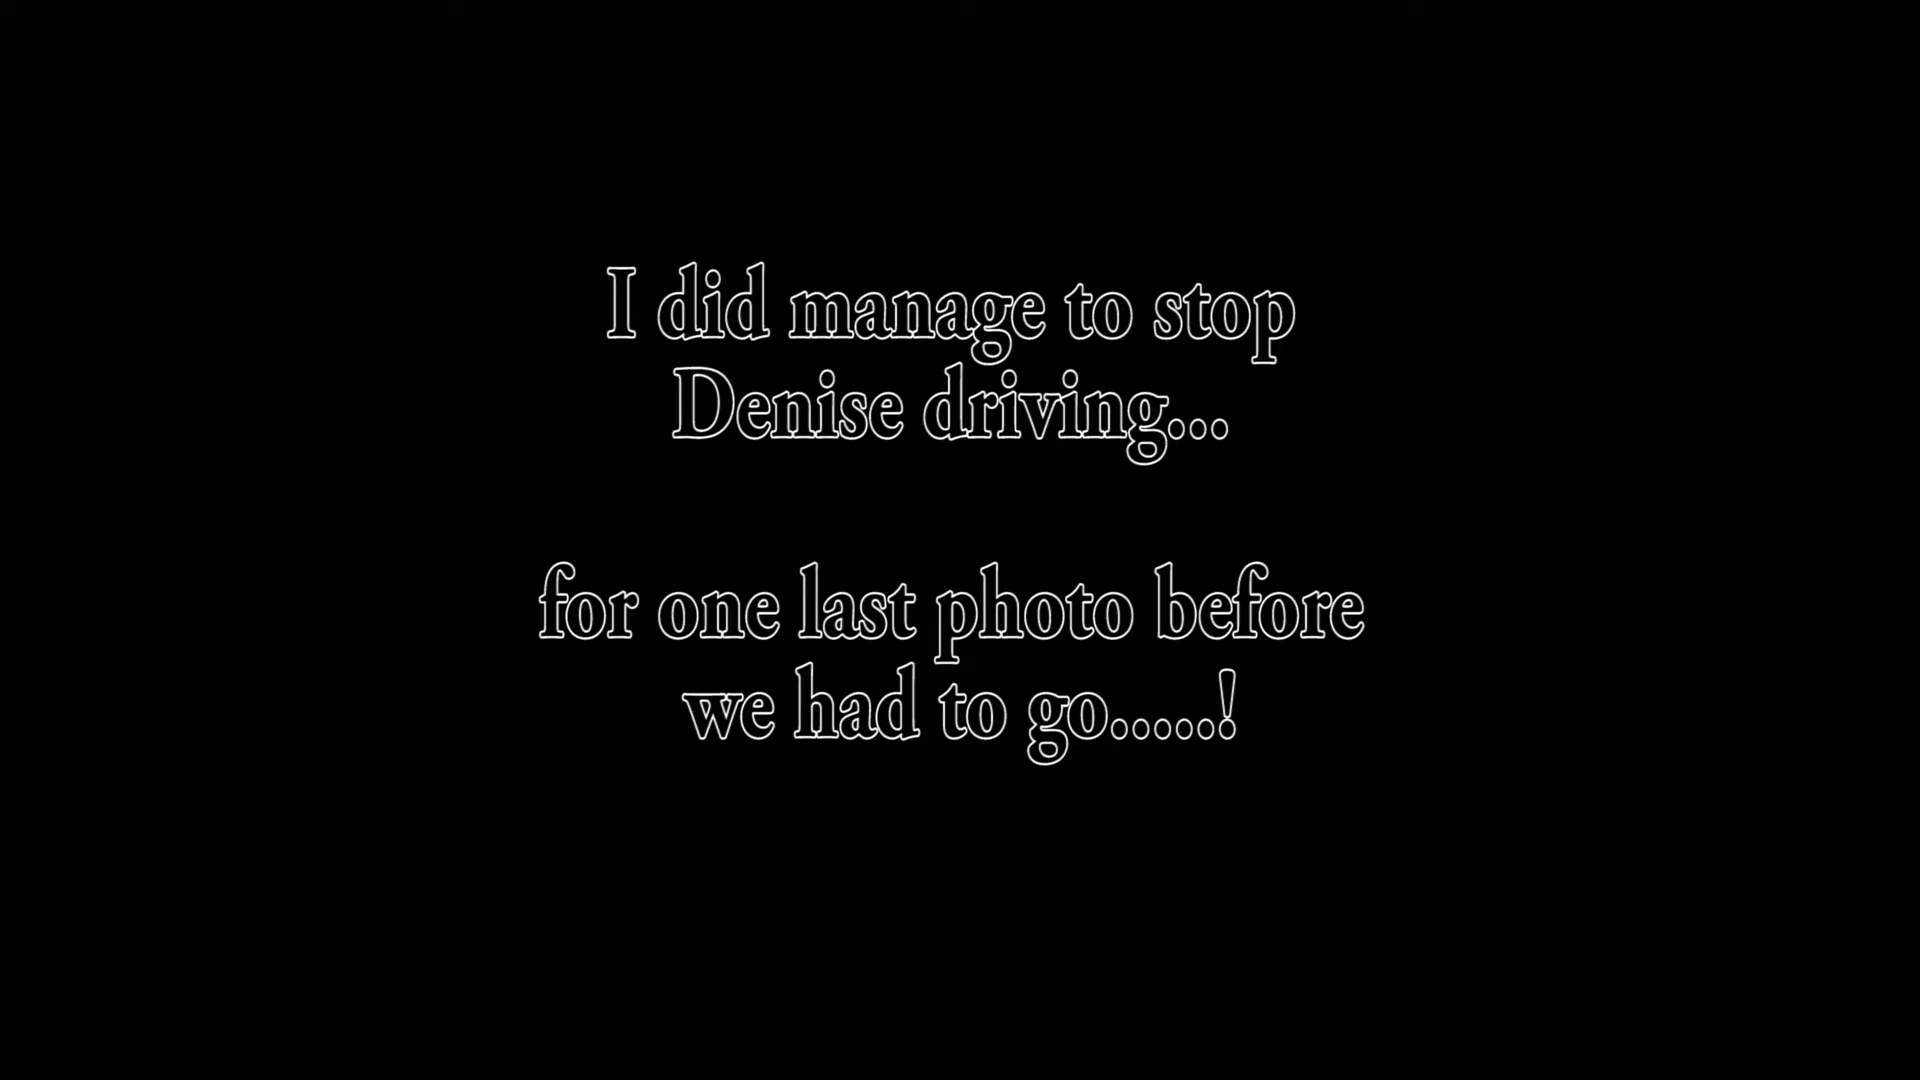 I did manage to stop
Denise driving...
for one last photo before
we had to go......!